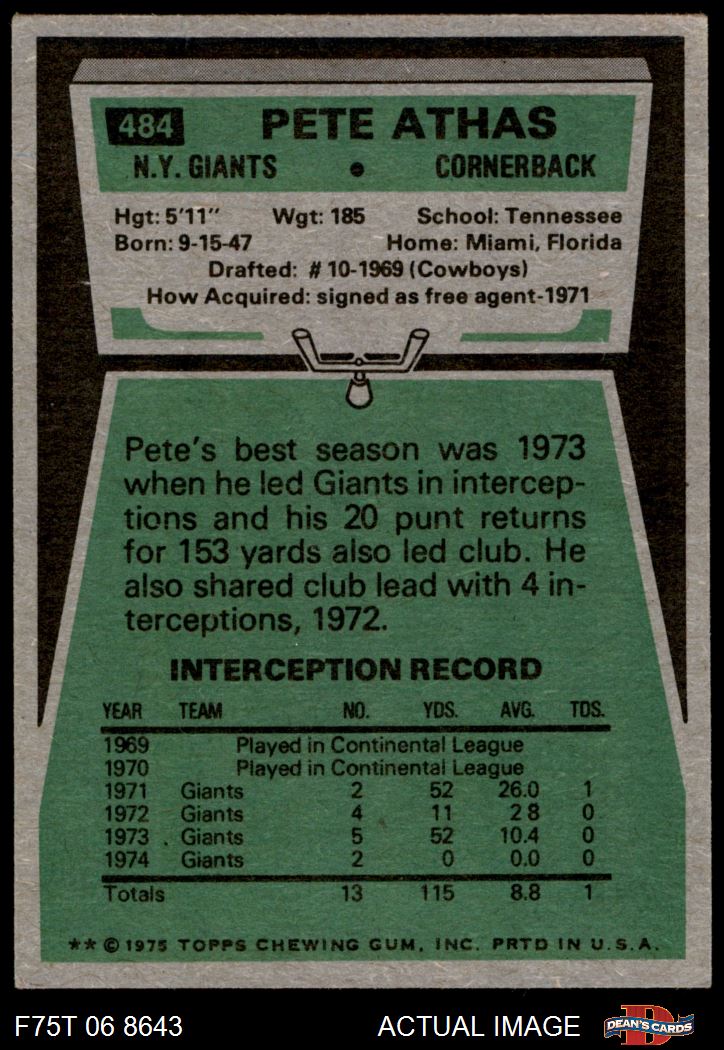 484 PETE ATHAS
N.Y. GIANTS • CORNERBACK
Hgt: 5'11" Wgt: 185 School: Tennessee
Born: 9-15-47 Home: Miami, Florida
Drafted: #10-1969 (Cowboys)
How Acquired: signed as free agent-1971
Pete's best season was 1973
when he led Giants in intercep-
tions and his 20 punt returns
for 153 yards also led club. He
also shared club lead with 4 in-
terceptions, 1972.
INTERCEPTION RECORD
YEAR TEAM NO. YDS. AVG. TDS.
1969 Played in Continental League
1970 Played in Continental League
1971 Giants 2 52 26.0 1
1972 Giants 4 11 2 8 0
1973 Giants 5 52 10.4 0
1974 Giants 2 0 0.0 0
Totals 13 115 8.8 1
** © 1975 TOPPS CHEWING GUM, INC. PRTD IN U.S.A.
F75T 06 8643 ACTUAL IMAGE D DEAN'S CARDS